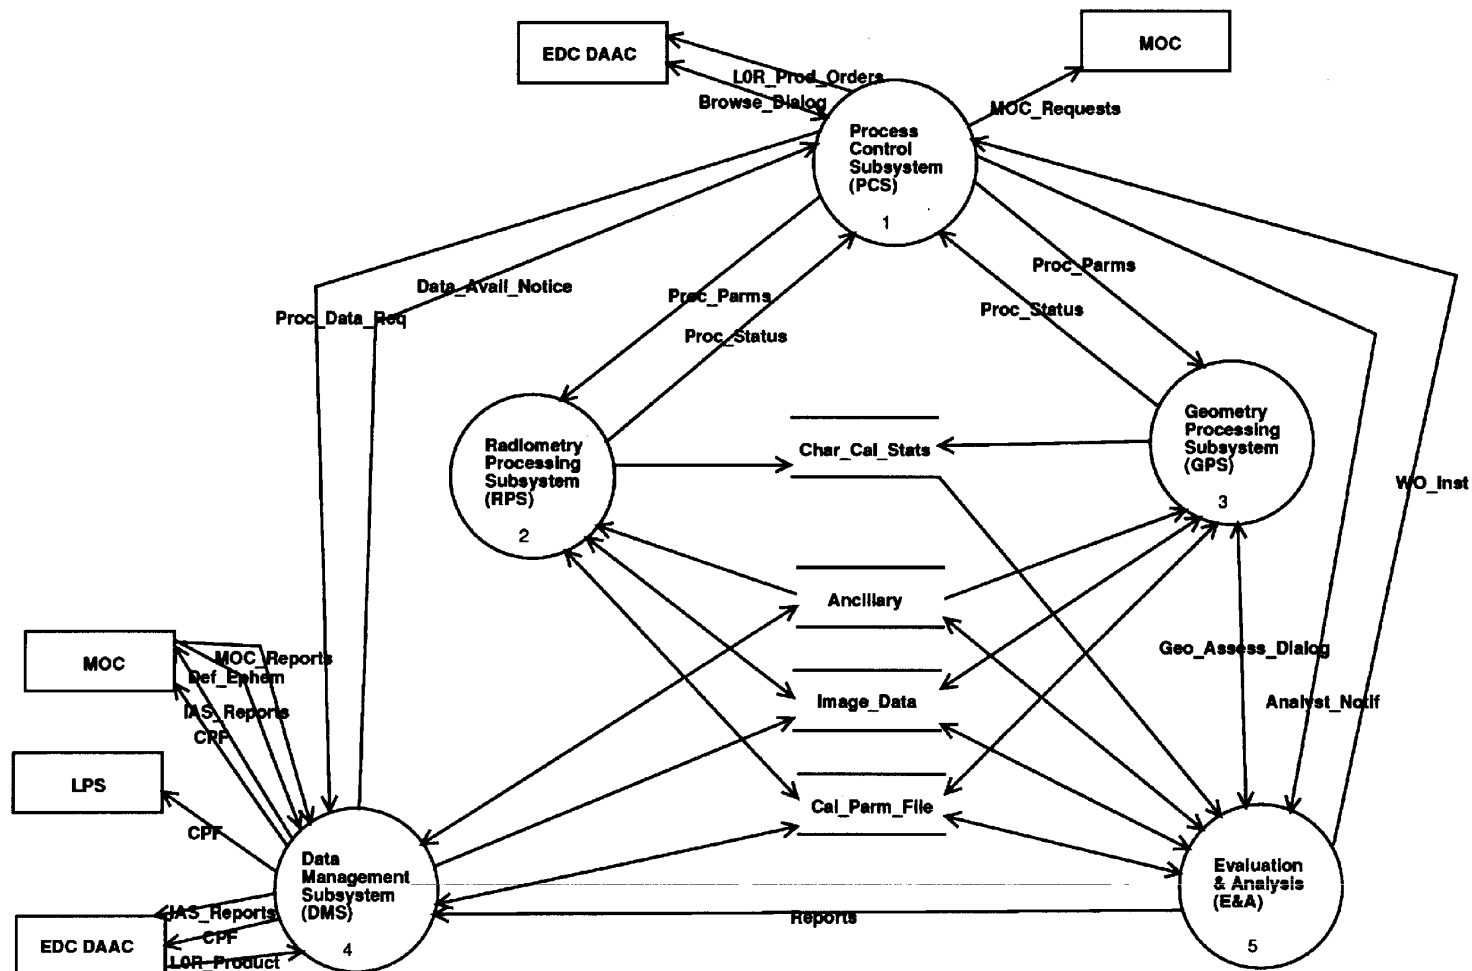 EDC DAAC
MOC
L0R_Prod_Orders
Browse_Dialog
MOC_Requests
Process
Control
Subsystem
(PCS)
1
Data_Avail_Notice
Proc_Data_Req
Proc_Parms
Proc_Status
Proc_Parms
Proc_Status
Radiometry
Processing
Subsystem
(RPS)
2
Char_Cal_Stats
Geometry
Processing
Subsystem
(GPS)
3
WO_Inst
Ancillary
Image_Data
Cal_Parm_File
Geo_Assess_Dialog
Analyst_Notif
MOC
MOC_Reports
Def_Ephem
IAS_Reports
CPF
LPS
CPF
Data
Management
Subsystem
(DMS)
4
IAS_Reports
CPF
L0R_Product
EDC DAAC
Reports
Evaluation
& Analysis
(E&A)
5